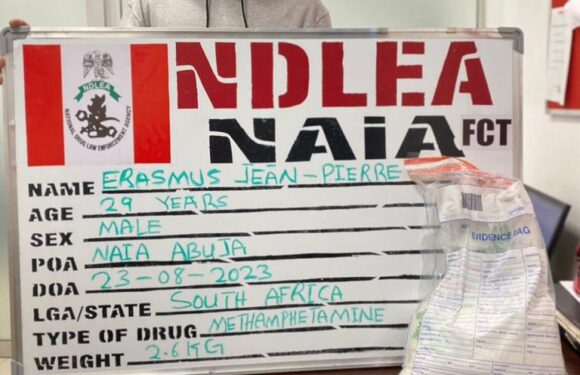 NDLEA
NATIONAL DRUG LAW ENFORCEMENT AGENCY
NDLEA
NAIA FCT
NAME ERASMUS JEAN-PIERRE
AGE 29 YEARS
SEX MALE
POA NAIA ABUJA
DOA 23-08-2023
LGA/STATE SOUTH AFRICA
TYPE OF DRUG METHAMPHETAMINE
WEIGHT 2.6KG
EVIDENCE BAG